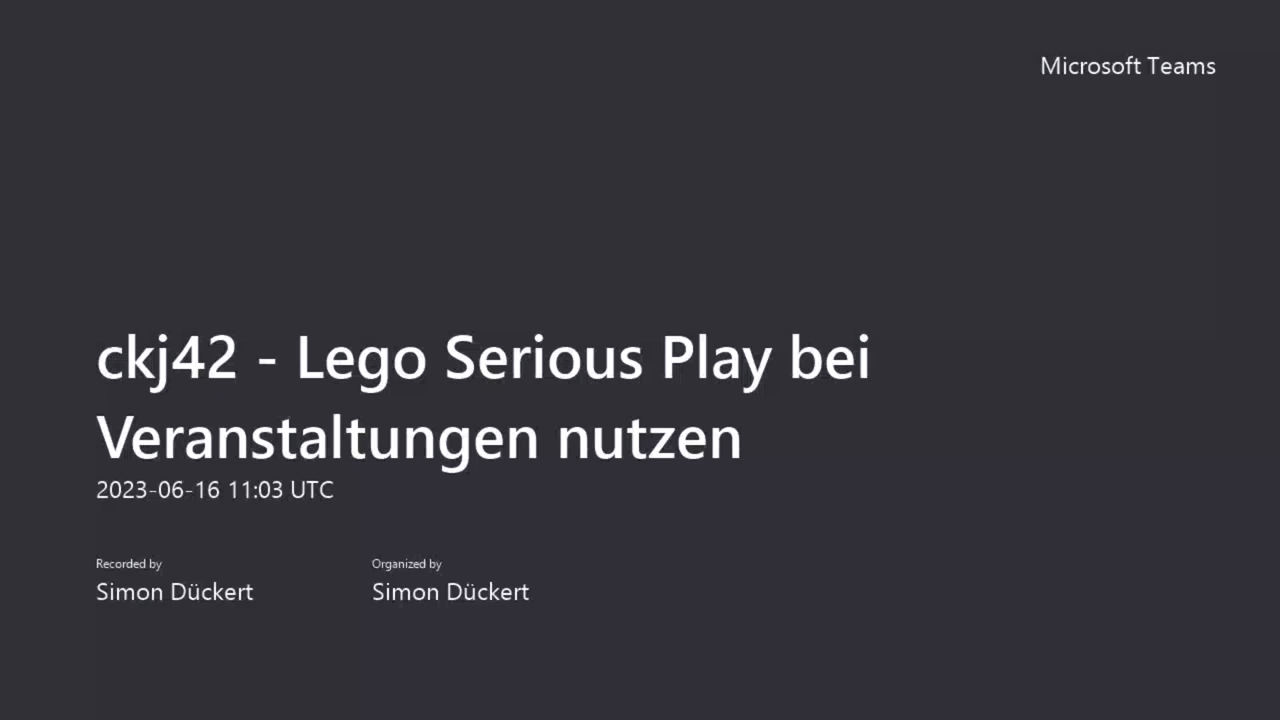 Microsoft Teams
ckj42 - Lego Serious Play bei
Veranstaltungen nutzen
2023-06-16 11:03 UTC
Recorded by
Simon Dückert
Organized by
Simon Dückert